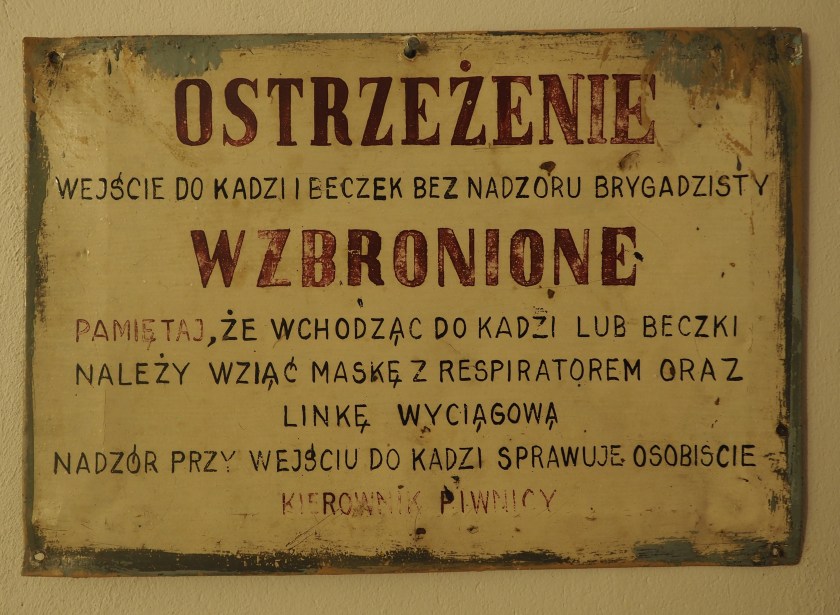 OSTRZEŻENIE
WEJŚCIE DO KADZI I BECZEK BEZ NADZORU BRYGADZISTY
WZBRONIONE
PAMIĘTAJ, ŻE WCHODZĄC DO KADZI LUB BECZKI
NALEŻY WZIĄĆ MASKĘ Z RESPIRATOREM ORAZ
LINKĘ WYCIĄGOWĄ
NADZÓR PRZY WEJŚCIU DO KADZI SPRAWUJE OSOBIŚCIE
KIEROWNIK PIWNICY